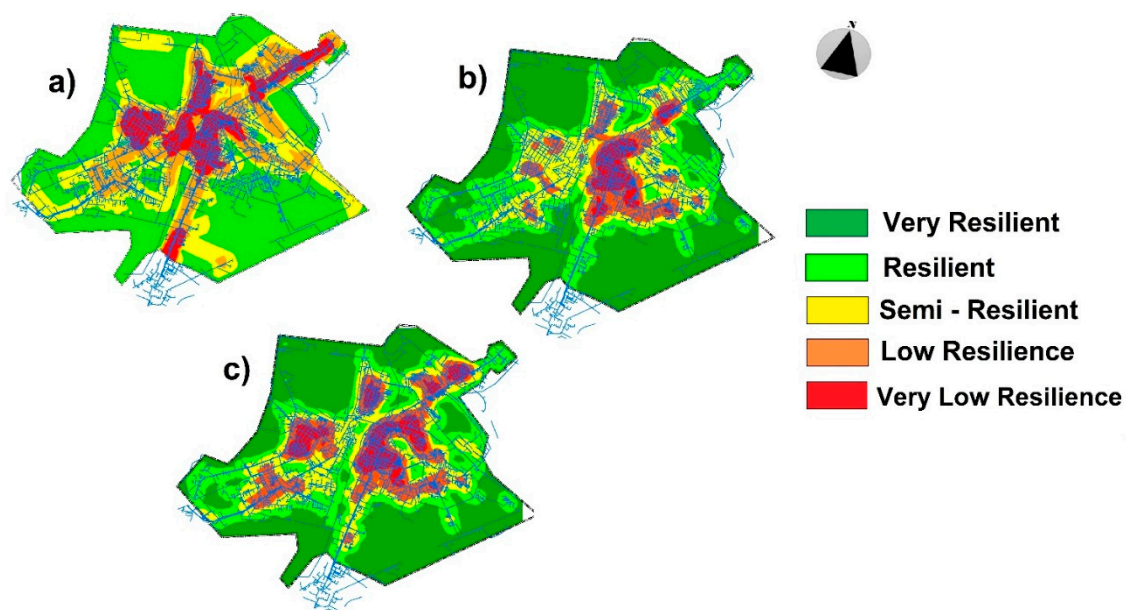 N
a)
b)
c)
Very Resilient
Resilient
Semi - Resilient
Low Resilience
Very Low Resilience